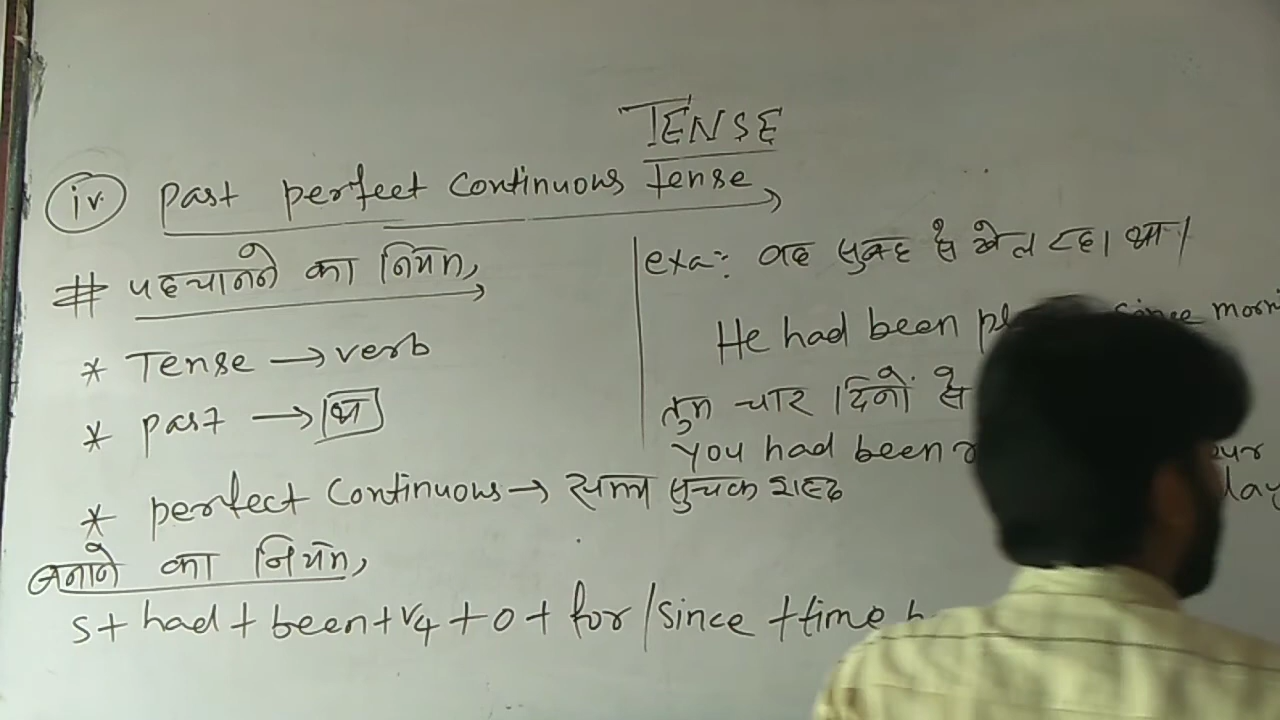 TENSE
iv. Past perfect continuous tense
# पहचानने का नियम,
* Tense → verb
* past → था
* perfect continuous → समय सुचक शब्द
बनाने का नियम,
S + had + been + v4 + o + for / since + time
exa:- वह सुबह से खेल रहा था।
He had been since
तुम चार दिनों से
You had been